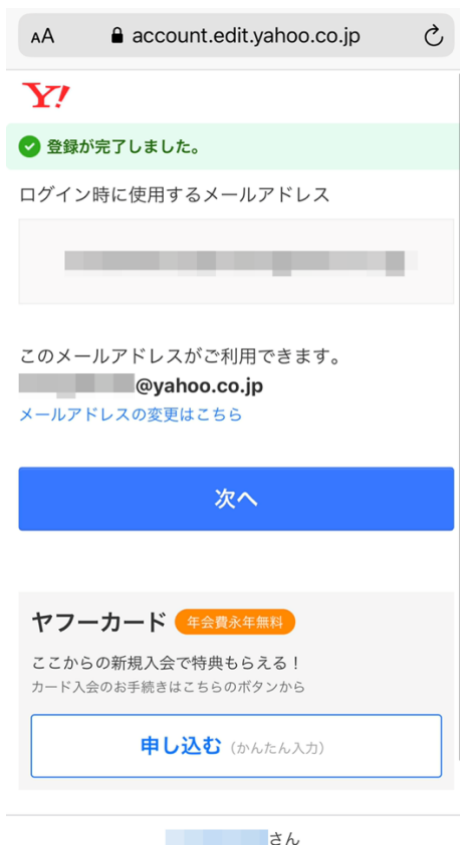 AA account.edit.yahoo.co.jp
Y!
登録が完了しました。
ログイン時に使用するメールアドレス
このメールアドレスがご利用できます。
@yahoo.co.jp
メールアドレスの変更はこちら
次へ
ヤフーカード 年会費永年無料
ここからの新規入会で特典もらえる!
カード入会のお手続きはこちらのボタンから
申し込む(かんたん入力)
さん